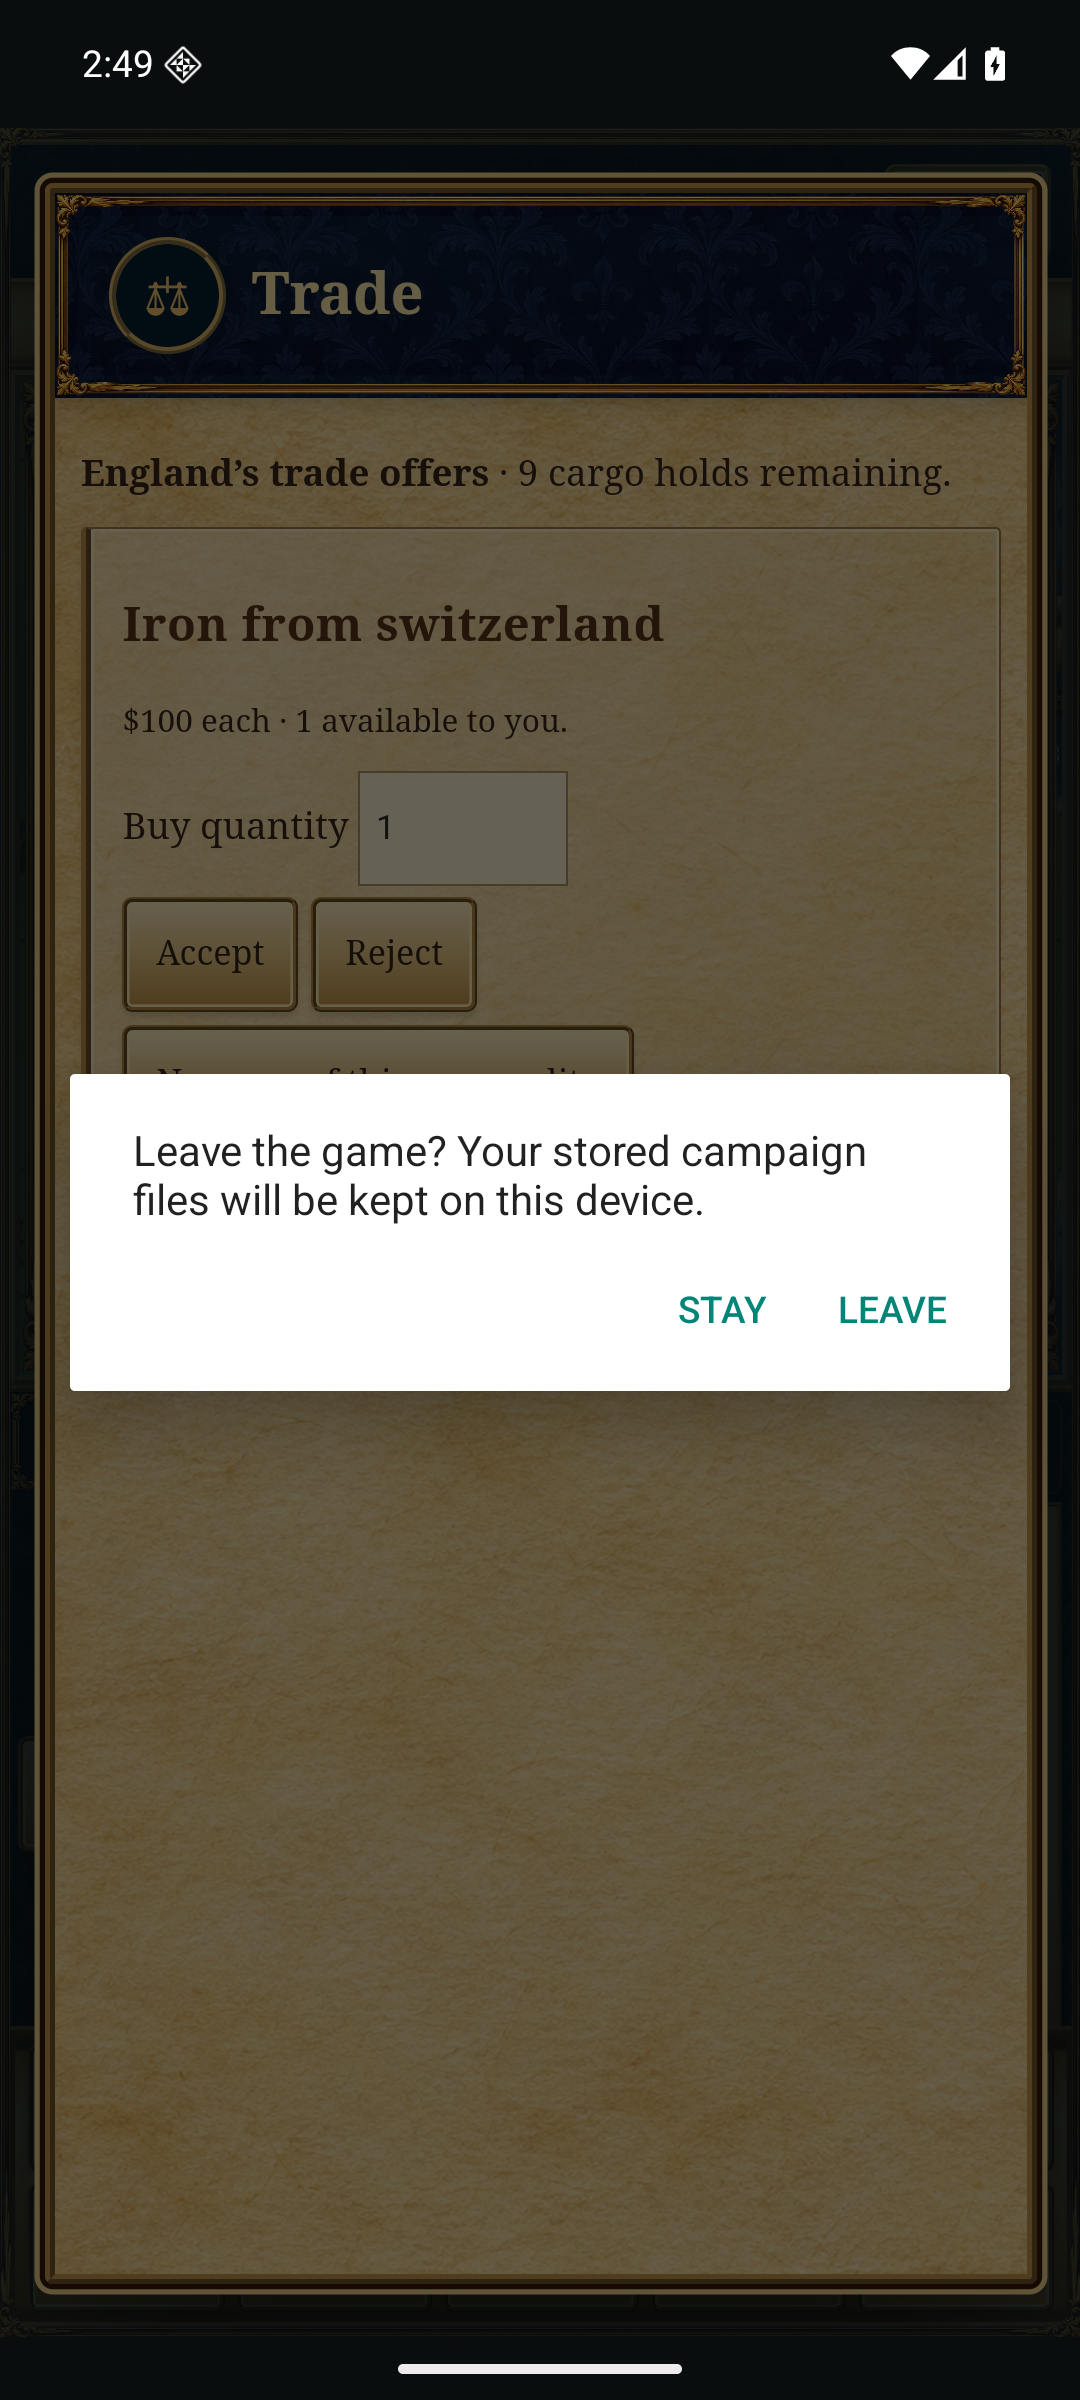 2:49
Trade
England’s trade offers · 9 cargo holds remaining.
Iron from switzerland
$100 each · 1 available to you.
Buy quantity 1
Accept Reject
Leave the game? Your stored campaign
files will be kept on this device.
STAY LEAVE